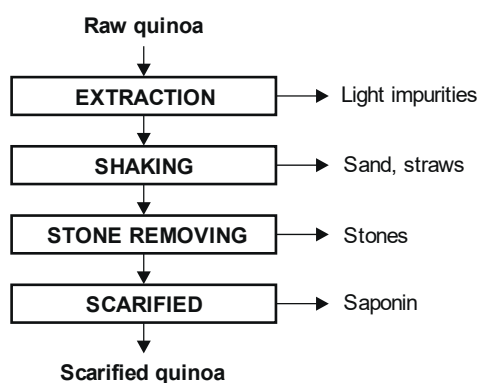 Raw quinoa
EXTRACTION
Light impurities
SHAKING
Sand, straws
STONE REMOVING
Stones
SCARIFIED
Saponin
Scarified quinoa